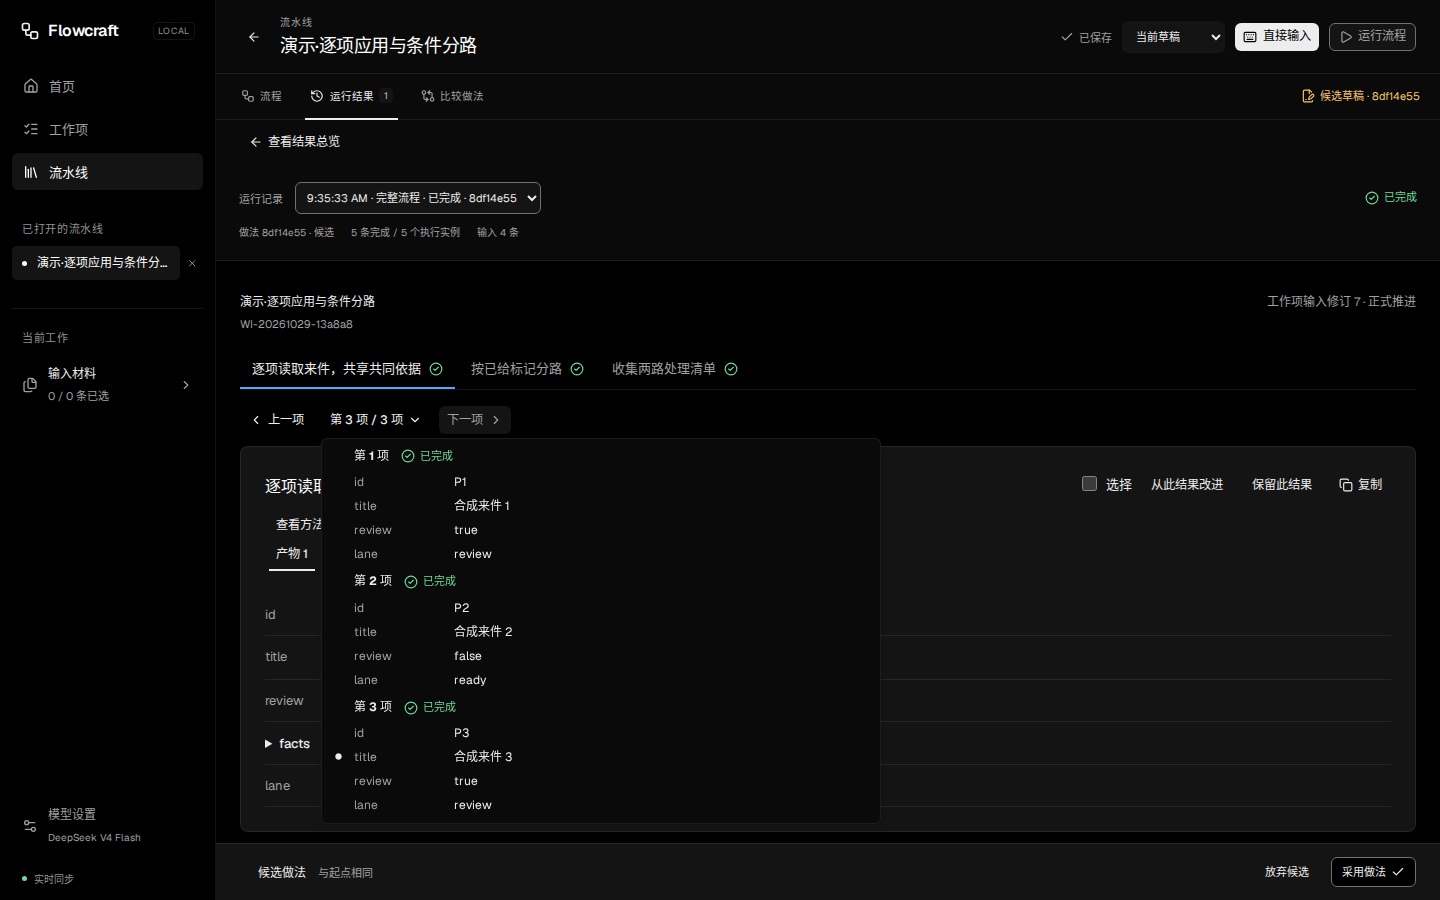 Flowcraft
LOCAL
首页
工作项
流水线
已打开的流水线
演示·逐项应用与条件分...
当前工作
输入材料
0 / 0 条已选
模型设置
DeepSeek V4 Flash
实时同步
流水线
演示·逐项应用与条件分路
已保存
当前草稿
直接输入
运行流程
流程
运行结果 1
比较做法
候选草稿 · 8df14e55
查看结果总览
运行记录
9:35:33 AM · 完整流程 · 已完成 · 8df14e55
已完成
做法 8df14e55 · 候选
5 条完成 / 5 个执行实例
输入 4 条
演示·逐项应用与条件分路
工作项输入修订 7 · 正式推进
WI-20261029-13a8a8
逐项读取来件，共享共同依据
按已给标记分路
收集两路处理清单
上一项
第 3 项 / 3 项
下一项
逐项读取
选择
从此结果改进
保留此结果
复制
查看方法
产物 1
id
title
review
facts
lane
第 1 项 已完成
id P1
title 合成来件 1
review true
lane review
第 2 项 已完成
id P2
title 合成来件 2
review false
lane ready
第 3 项 已完成
id P3
title 合成来件 3
review true
lane review
候选做法 与起点相同
放弃候选
采用做法